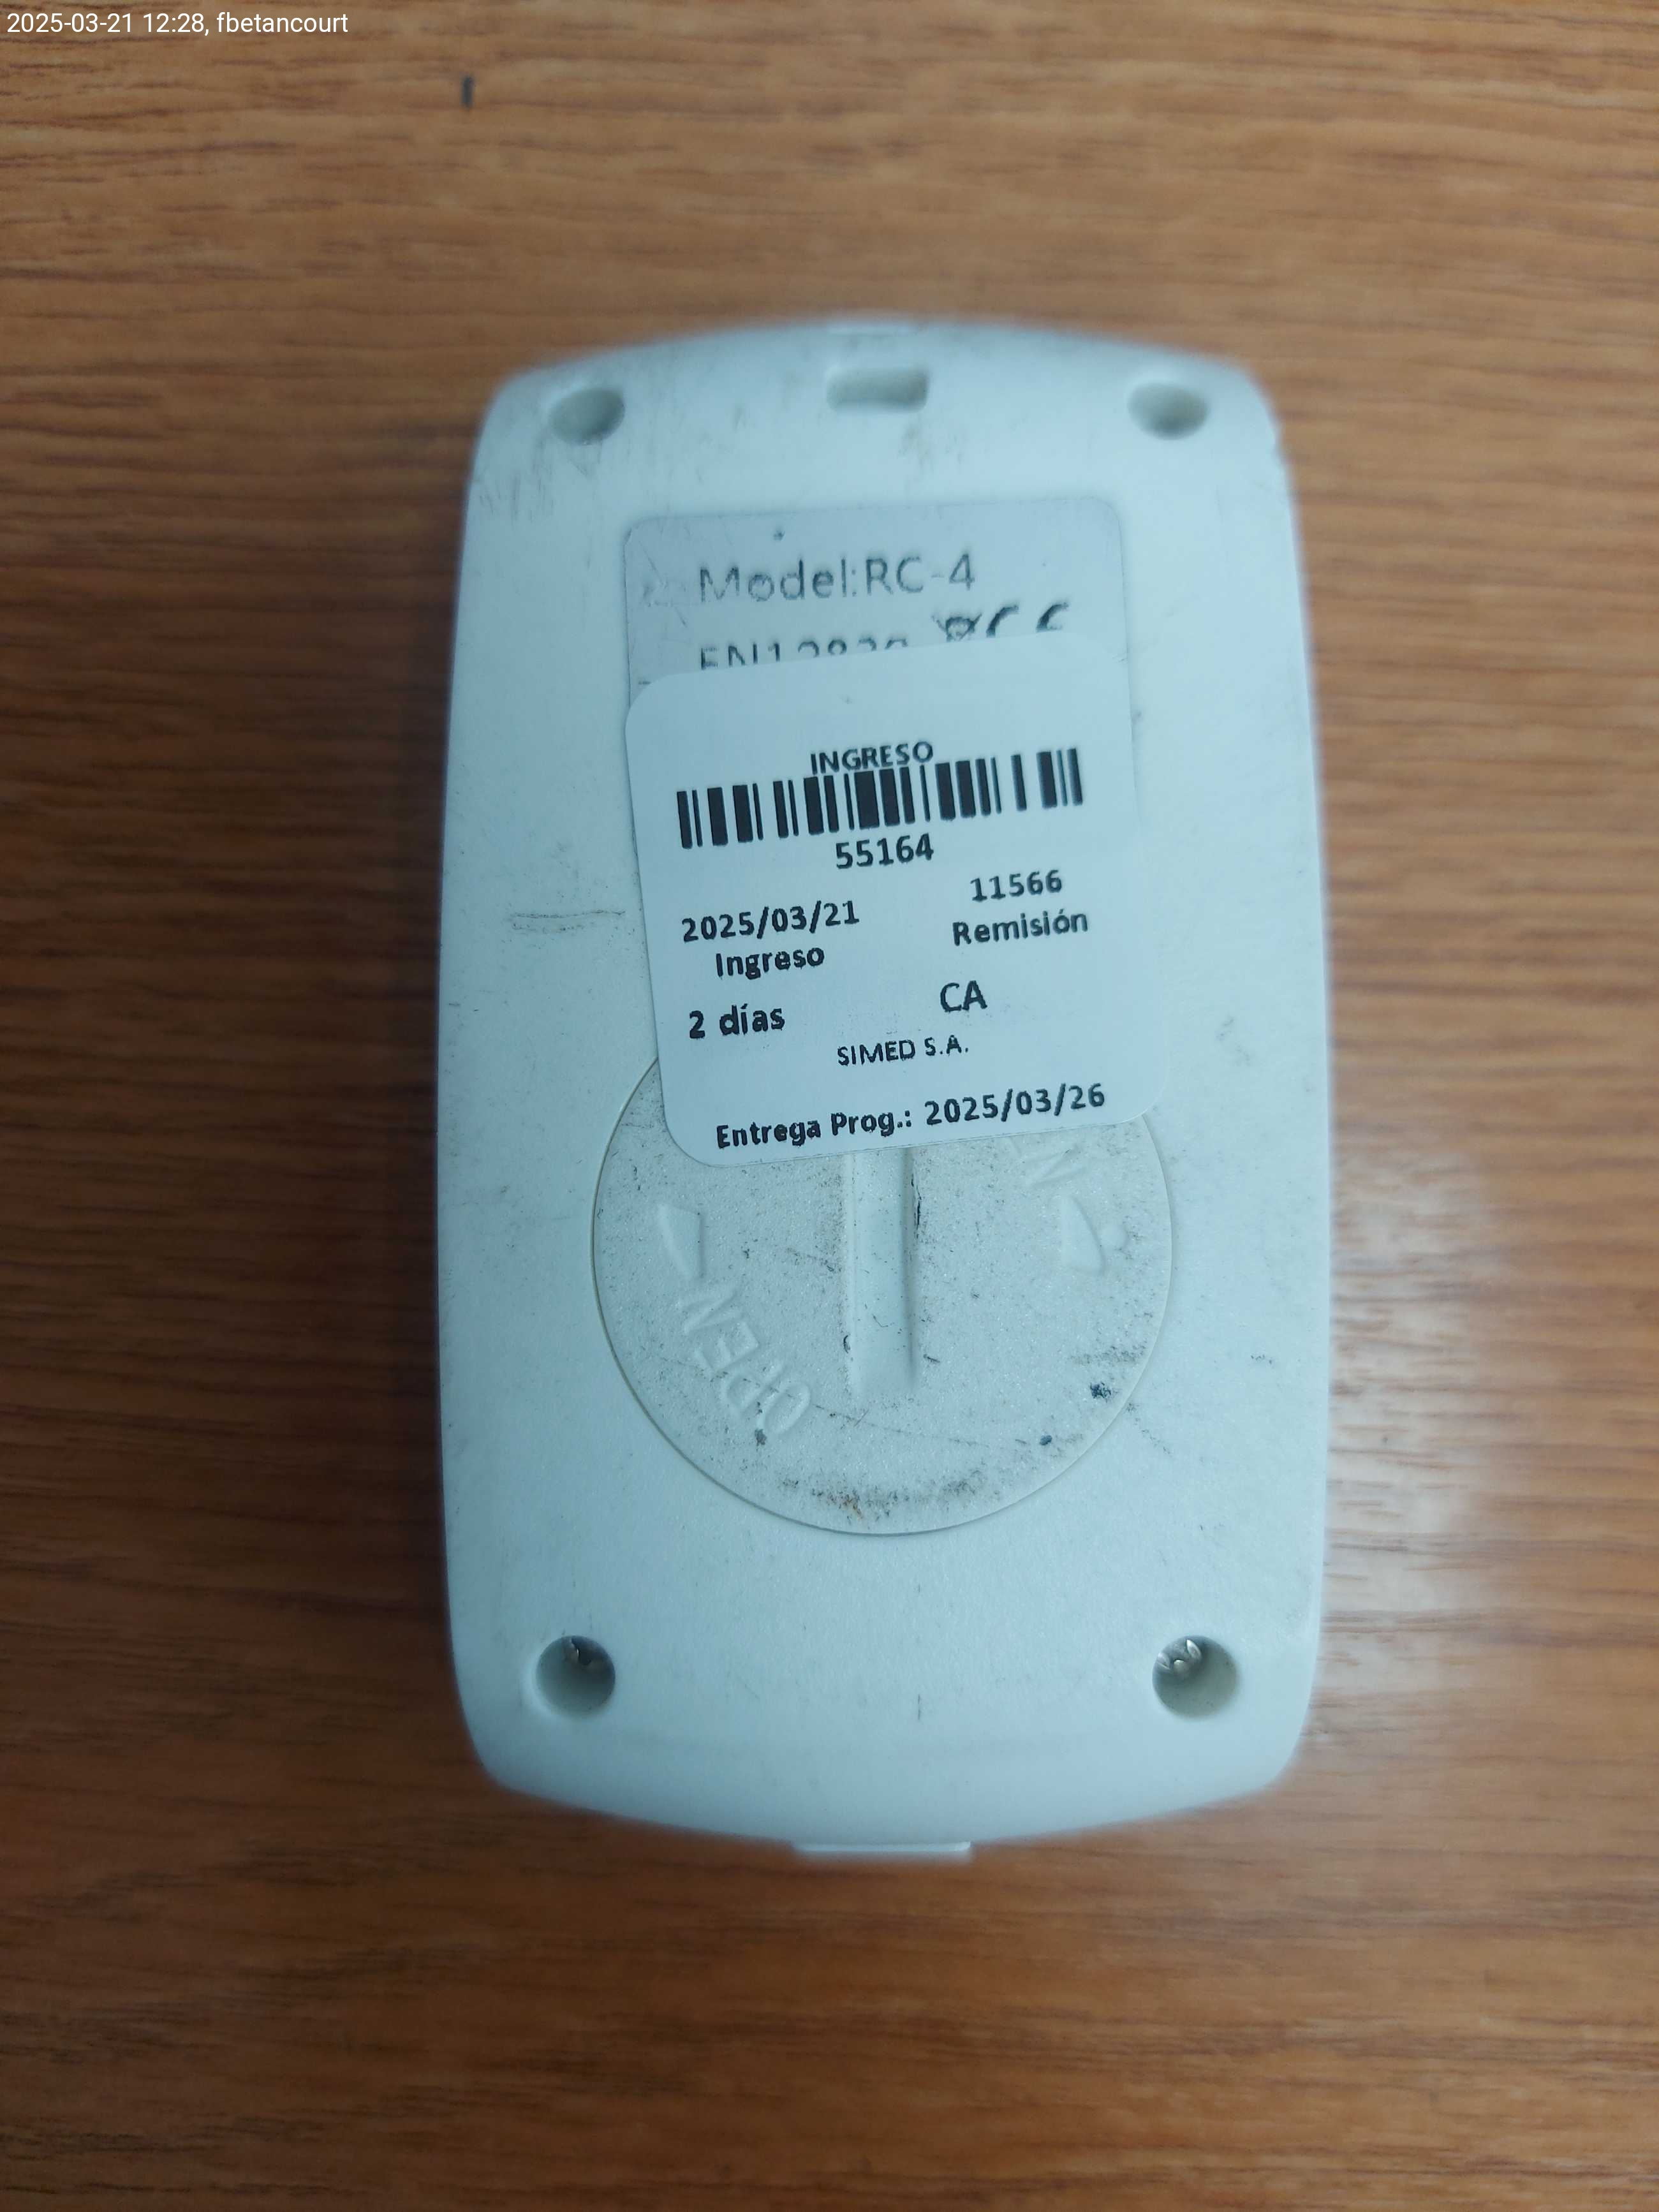 2025-03-21 12:28, fbetancourt
Model:RC-4
EN12830
INGRESO
55164
11566
2025/03/21
Remisión
Ingreso
2 días
CA
SIMED S.A.
Entrega Prog.: 2025/03/26
OPEN